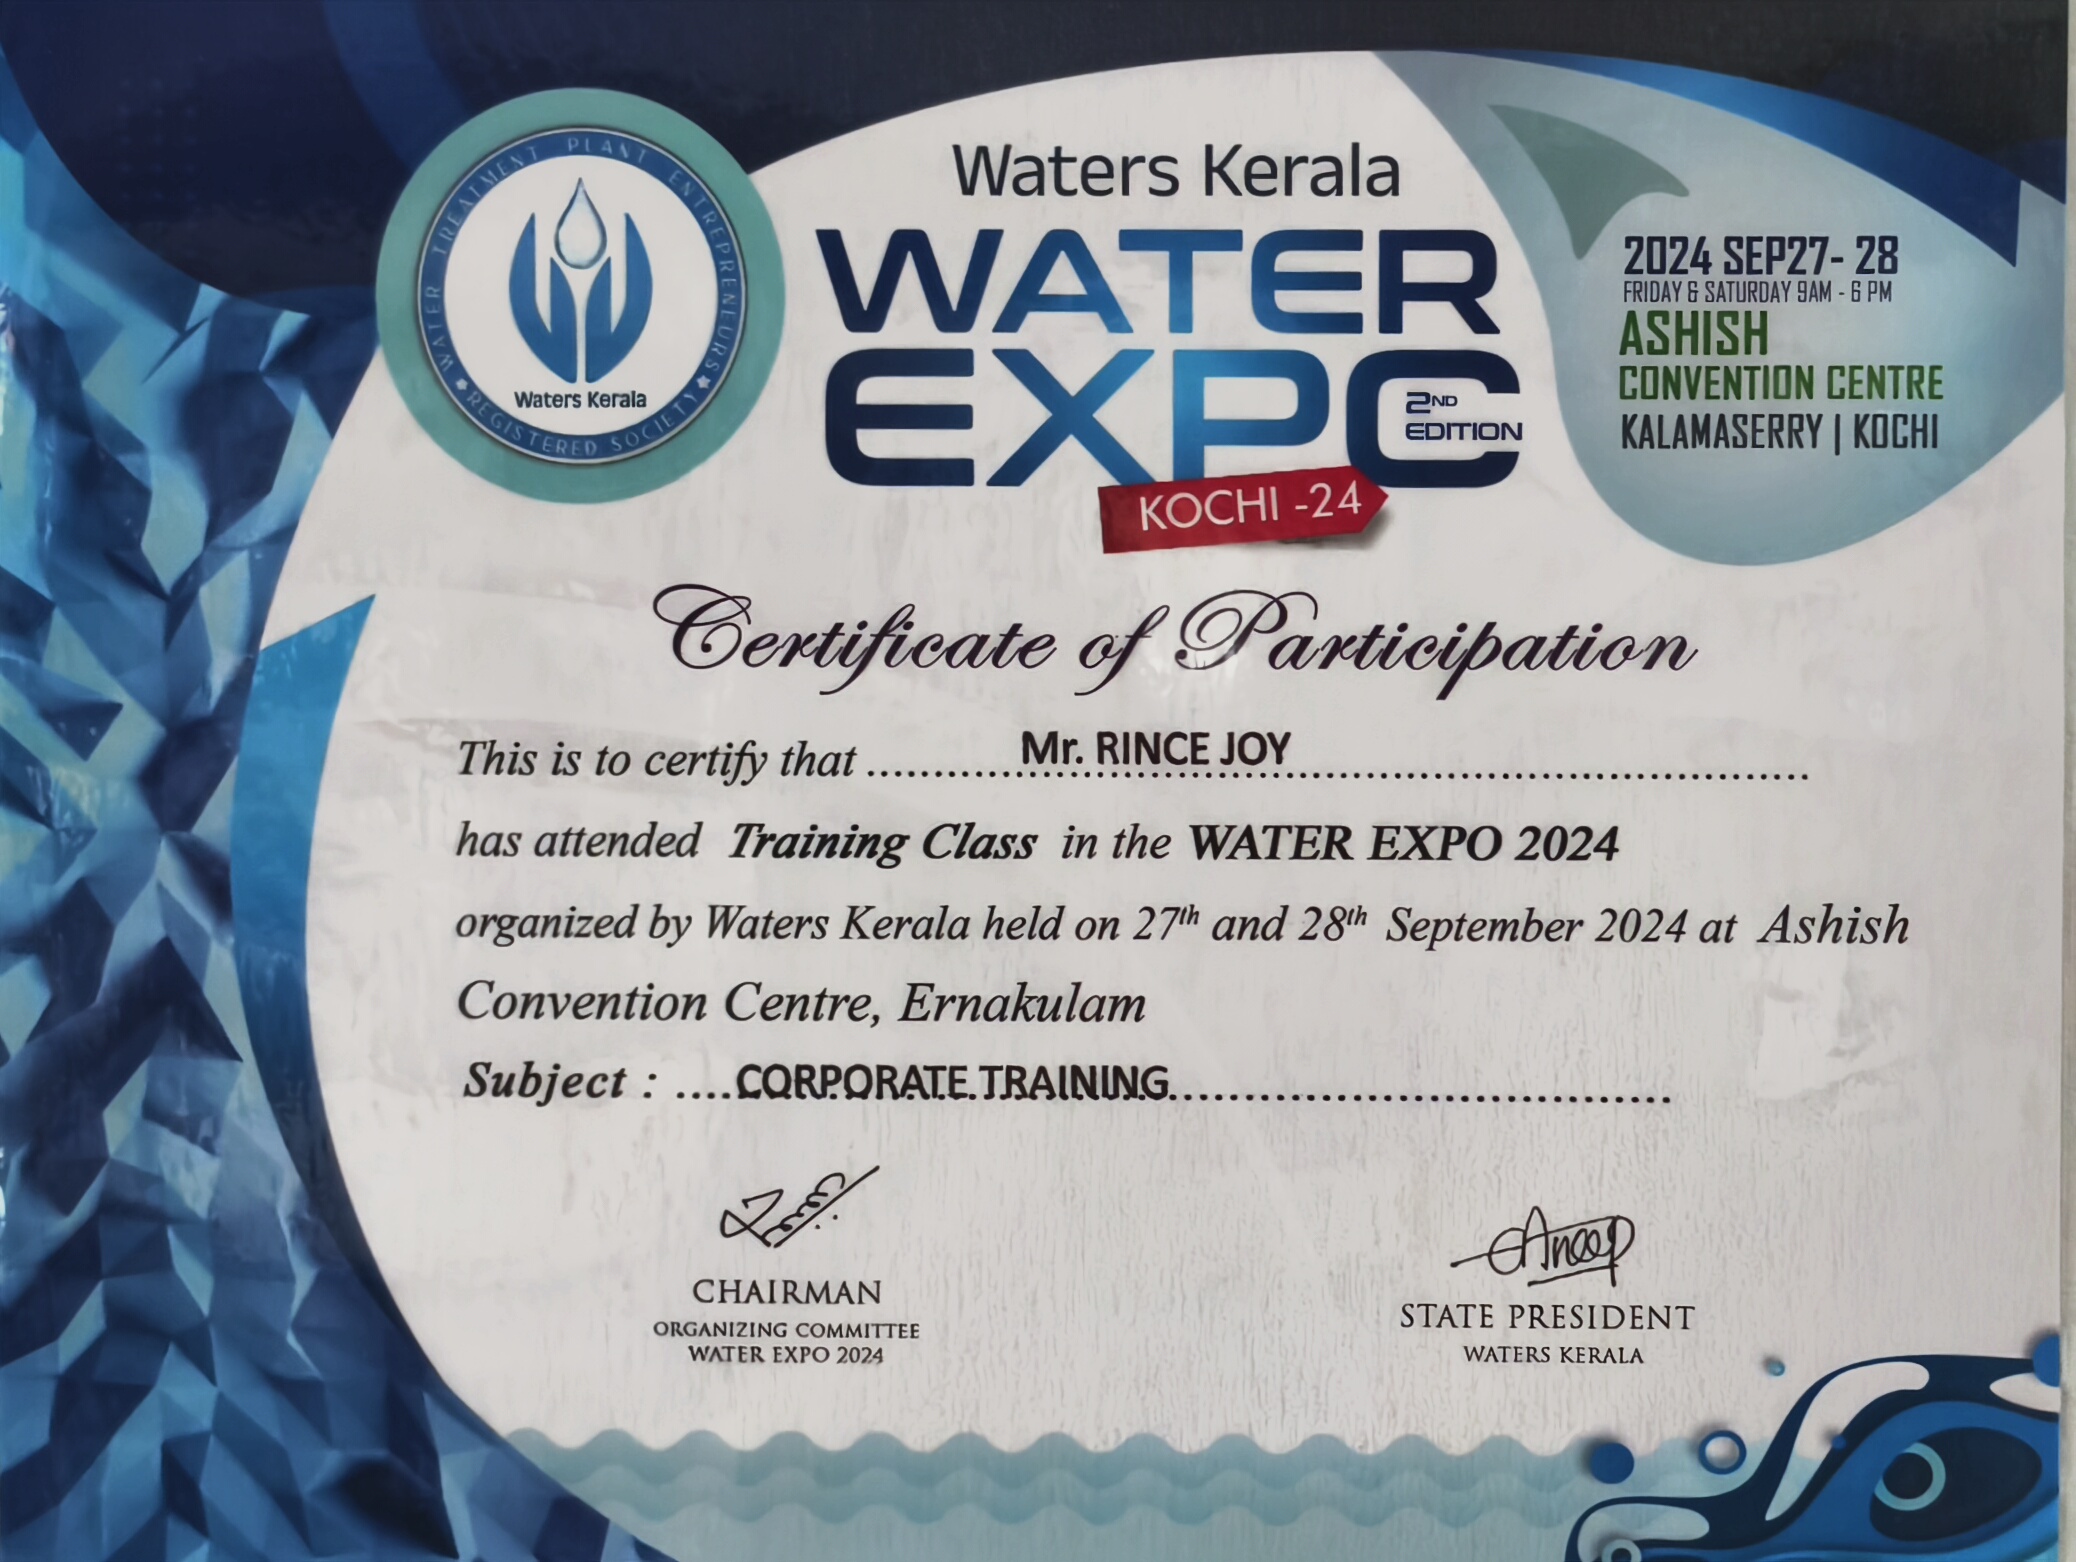 WATER TREATMENT PLANT ENTREPRENEURS
Waters Kerala
REGISTERED SOCIETY
Waters Kerala
WATER
EXPO
2ND
EDITION
KOCHI -24
2024 SEP27- 28
FRIDAY & SATURDAY 9AM - 6 PM
ASHISH
CONVENTION CENTRE
KALAMASERRY | KOCHI
Certificate of Participation
This is to certify that ........Mr. RINCE JOY........
has attended Training Class in the WATER EXPO 2024
organized by Waters Kerala held on 27th and 28th September 2024 at Ashish
Convention Centre, Ernakulam
Subject : ....CORPORATE TRAINING........
CHAIRMAN
ORGANIZING COMMITTEE
WATER EXPO 2024
Anoop
STATE PRESIDENT
WATERS KERALA